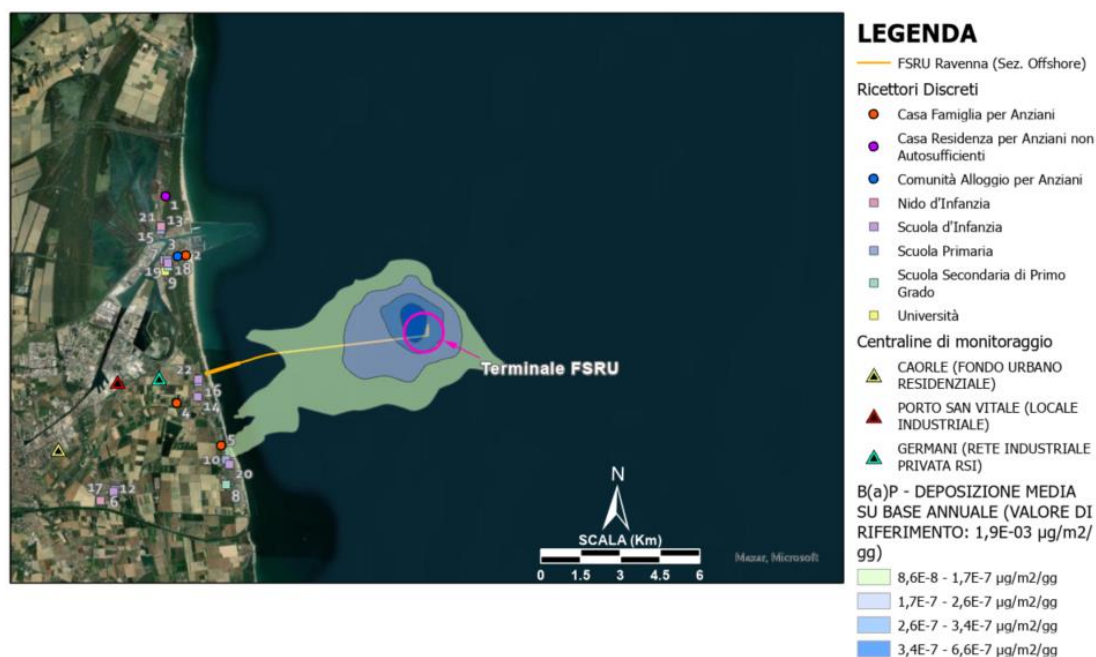 LEGENDA
FSRU Ravenna (Sez. Offshore)
Ricettori Discreti
Casa Famiglia per Anziani
Casa Residenza per Anziani non
Autosufficienti
Comunità Alloggio per Anziani
Nido d'Infanzia
Scuola d'Infanzia
Scuola Primaria
Scuola Secondaria di Primo
Grado
Università
Centraline di monitoraggio
CAORLE (FONDO URBANO
RESIDENZIALE)
PORTO SAN VITALE (LOCALE
INDUSTRIALE)
GERMANI (RETE INDUSTRIALE
PRIVATA RSI)
B(a)P - DEPOSIZIONE MEDIA
SU BASE ANNUALE (VALORE DI
RIFERIMENTO: 1,9E-03 µg/m2/
gg)
8,6E-8 - 1,7E-7 µg/m2/gg
1,7E-7 - 2,6E-7 µg/m2/gg
2,6E-7 - 3,4E-7 µg/m2/gg
3,4E-7 - 6,6E-7 µg/m2/gg
1
21 13
15
3
7 2
19 18
9
22
16
4 14
5
10
20
8
17 12
6
Terminale FSRU
N
SCALA (Km)
0 1.5 3 4.5 6
Maxar, Microsoft